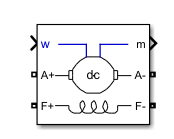 w m
A+ dc A-
F+ F-